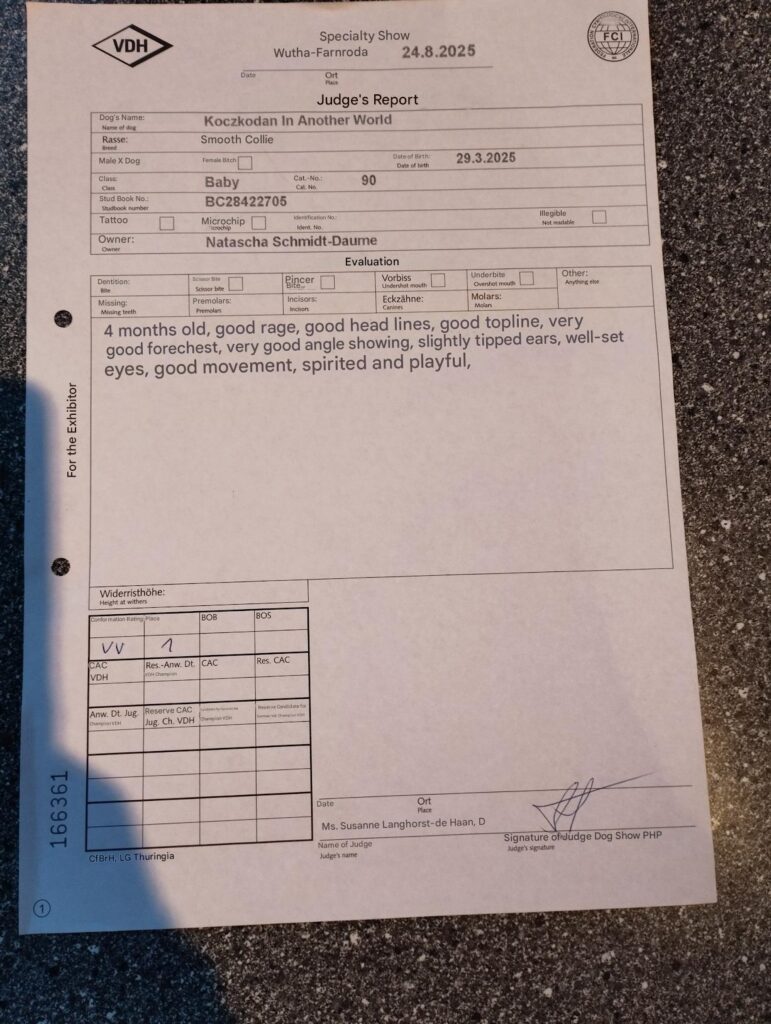 VDH
Specialty Show
Wutha-Farnroda 24.8.2025
Date Ort
Place
FCI
Judge's Report
Dog's Name: Koczkodan In Another World
Name of dog
Rasse: Smooth Collie
Breed
Male X Dog Female Bitch Date of Birth: 29.3.2025
Date of birth
Class: Baby Cat.-No.: 90
Class Cat. No.
Stud Book No.: BC28422705
Studbook number
Tattoo Microchip Identification No.: Illegible
Ident. No. Not readable
Owner: Natascha Schmidt-Daume
Owner
Evaluation
Dentition: Scissor Bite Pincer Bite Vorbiss Underbite Other:
Bite Scissor bite Undershot mouth Overshot mouth Anything else
Missing: Premolars: Incisors: Eckzähne: Molars:
Missing teeth Premolars Incisors Canines Molars
4 months old, good rage, good head lines, good topline, very
good forechest, very good angle showing, slightly tipped ears, well-set
eyes, good movement, spirited and playful,
For the Exhibitor
Widerristhöhe:
Height at withers
Conformation Rating Place BOB BOS
vv 1
CAC Res.-Anw. Dt. CAC Res. CAC
VDH VDH Champion
Anw. Dt. Jug. Reserve CAC Reserve Candidate for
Champion VDH Jug. Ch. VDH Champion VDH
166361
CfBrH, LG Thuringia
Date Ort
Place
Ms. Susanne Langhorst-de Haan, D
Name of Judge Signature of Judge Dog Show PHP
Judge's name Judge's signature
1